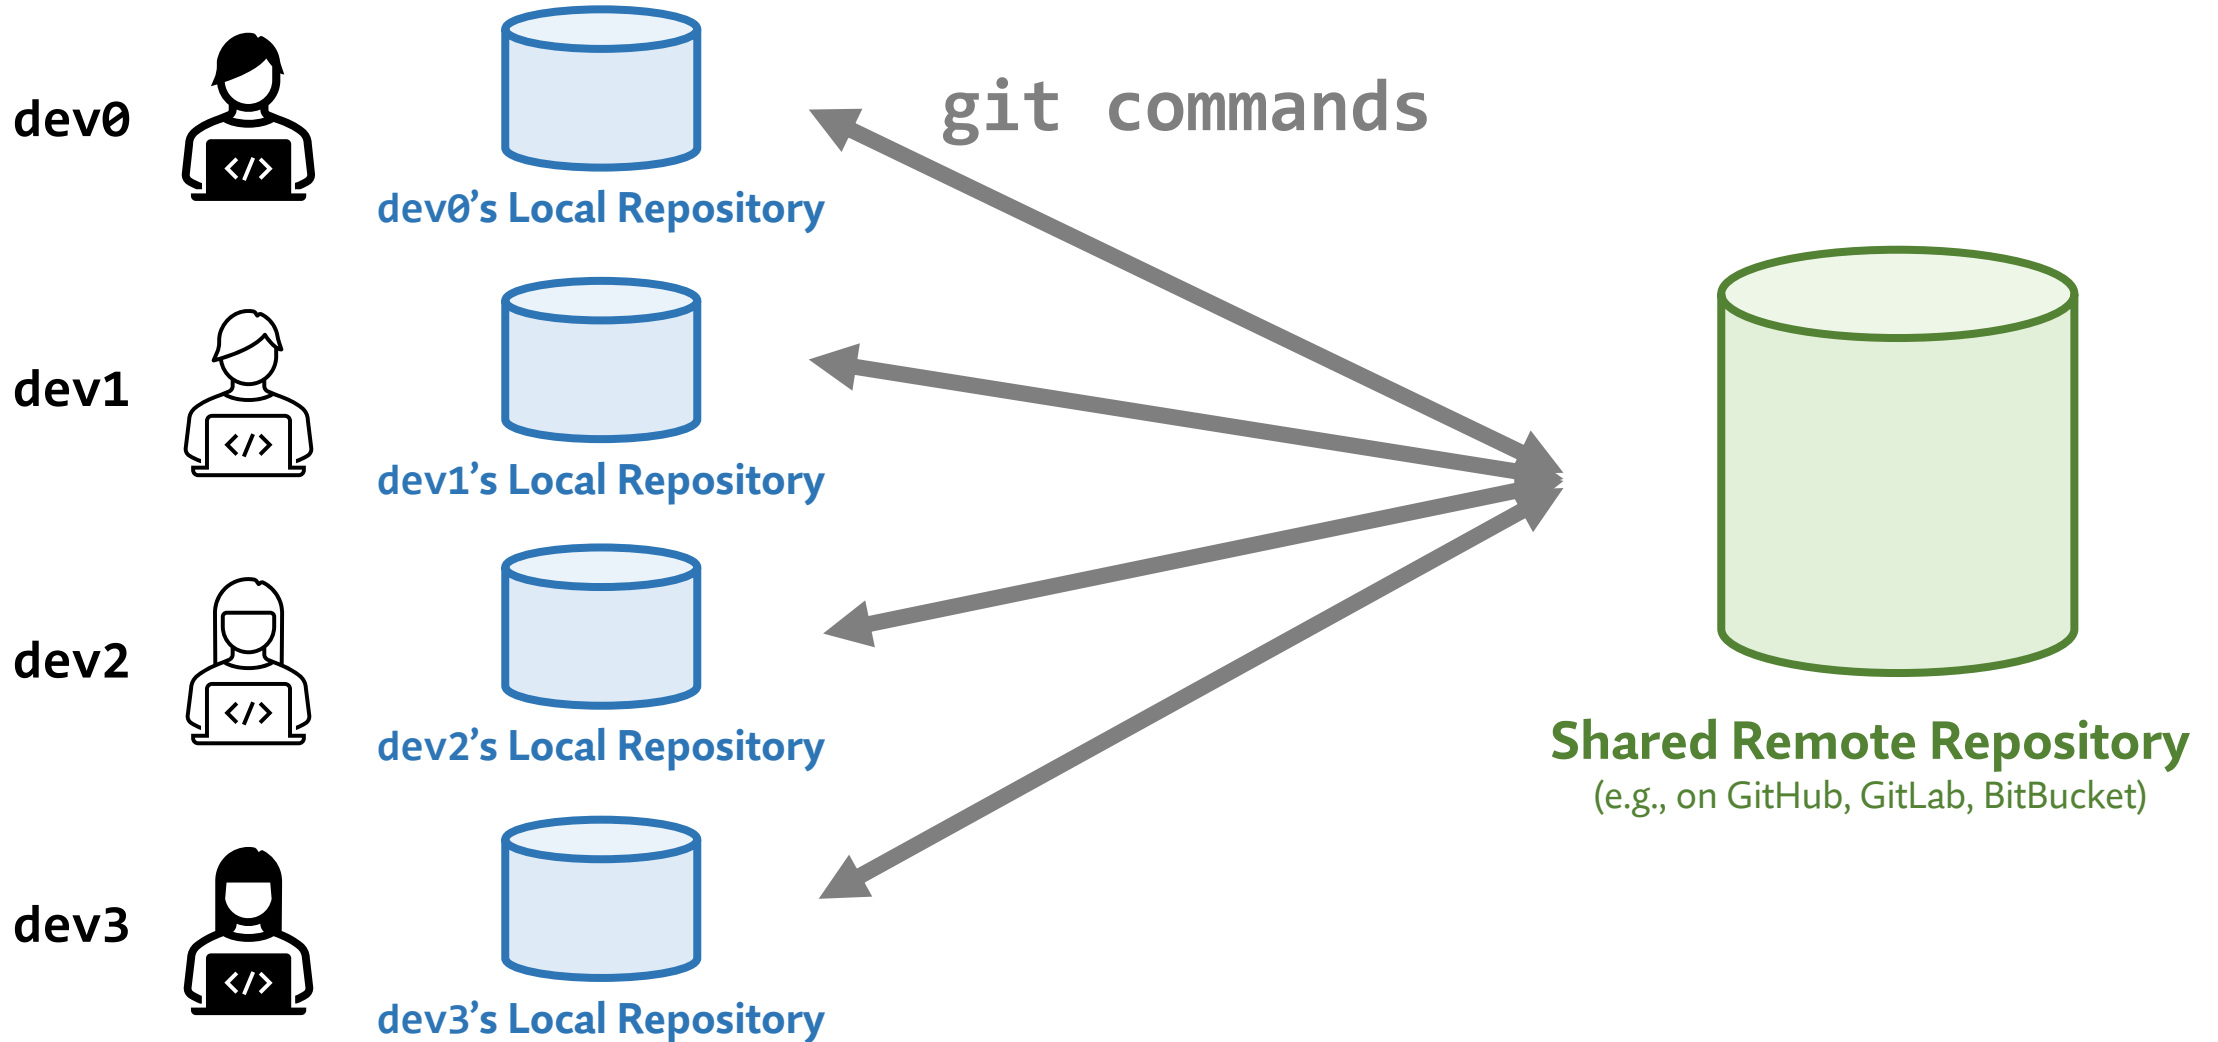 dev0
</>
dev0’s Local Repository
git commands
dev1
</>
dev1’s Local Repository
dev2
</>
dev2’s Local Repository
Shared Remote Repository
(e.g., on GitHub, GitLab, BitBucket)
dev3
</>
dev3’s Local Repository